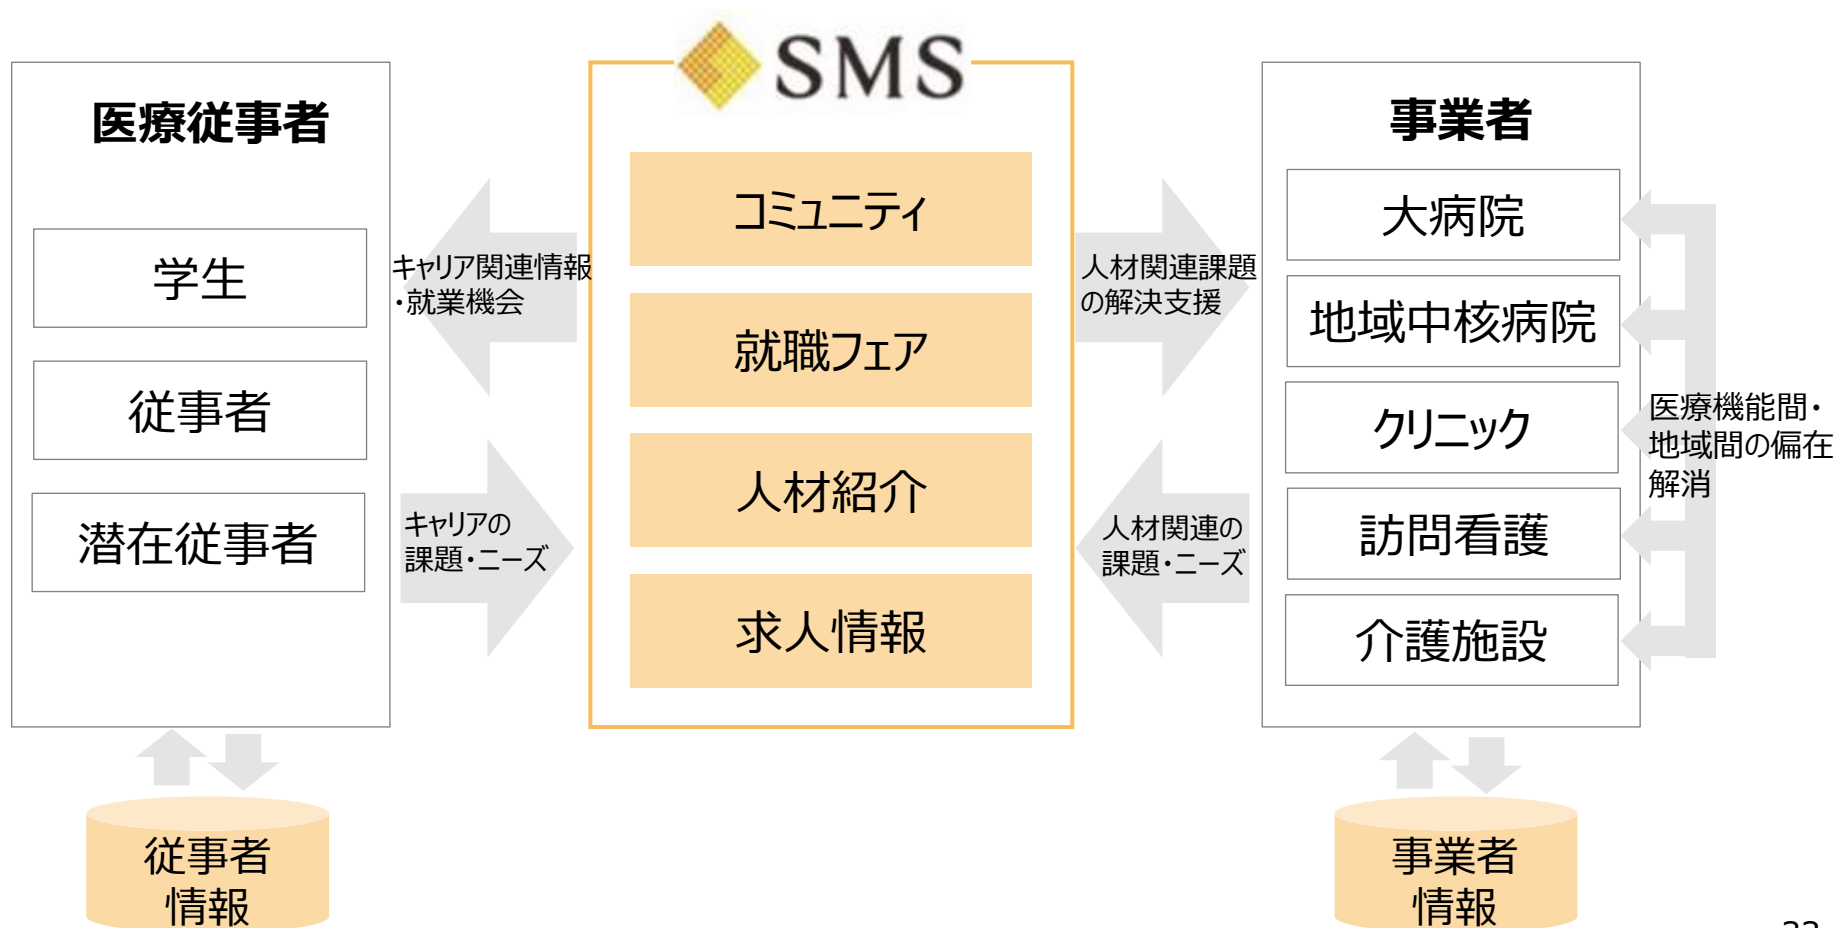 SMS
医療従事者
学生
従事者
潜在従事者
キャリア関連情報
・就業機会
キャリアの
課題・ニーズ
コミュニティ
就職フェア
人材紹介
求人情報
人材関連課題
の解決支援
人材関連の
課題・ニーズ
事業者
大病院
地域中核病院
クリニック
訪問看護
介護施設
医療機能間・
地域間の偏在
解消
従事者
情報
事業者
情報